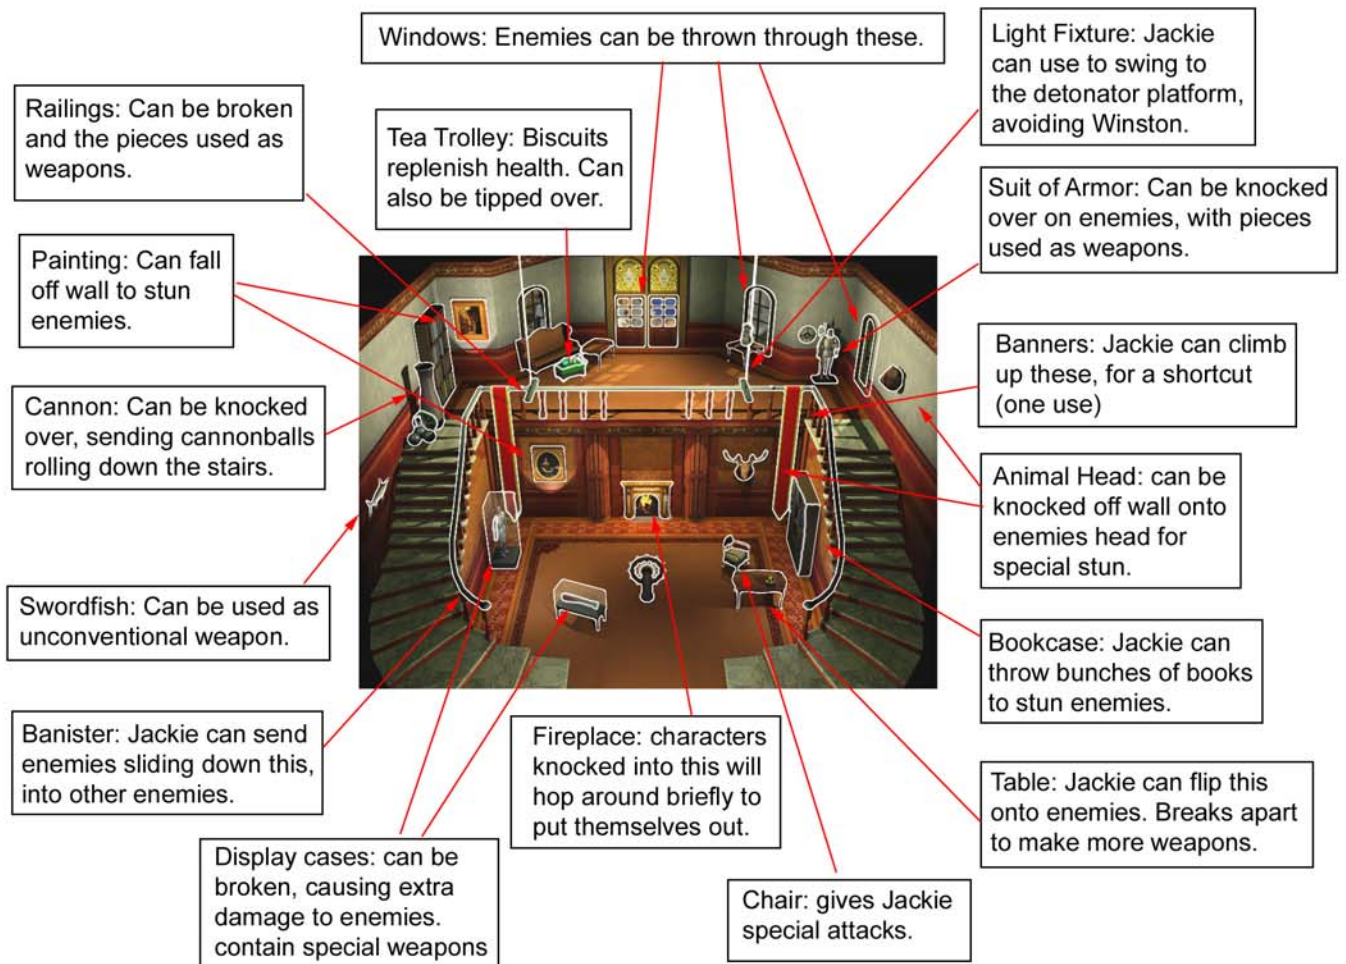 Windows: Enemies can be thrown through these.
Light Fixture: Jackie
can use to swing to
the detonator platform,
avoiding Winston.
Railings: Can be broken
and the pieces used as
weapons.
Tea Trolley: Biscuits
replenish health. Can
also be tipped over.
Suit of Armor: Can be knocked
over on enemies, with pieces
used as weapons.
Painting: Can fall
off wall to stun
enemies.
Banners: Jackie can climb
up these, for a shortcut
(one use)
Cannon: Can be knocked
over, sending cannonballs
rolling down the stairs.
Animal Head: can be
knocked off wall onto
enemies head for
special stun.
Swordfish: Can be used as
unconventional weapon.
Bookcase: Jackie can
throw bunches of books
to stun enemies.
Banister: Jackie can send
enemies sliding down this,
into other enemies.
Fireplace: characters
knocked into this will
hop around briefly to
put themselves out.
Table: Jackie can flip this
onto enemies. Breaks apart
to make more weapons.
Display cases: can be
broken, causing extra
damage to enemies.
contain special weapons
Chair: gives Jackie
special attacks.